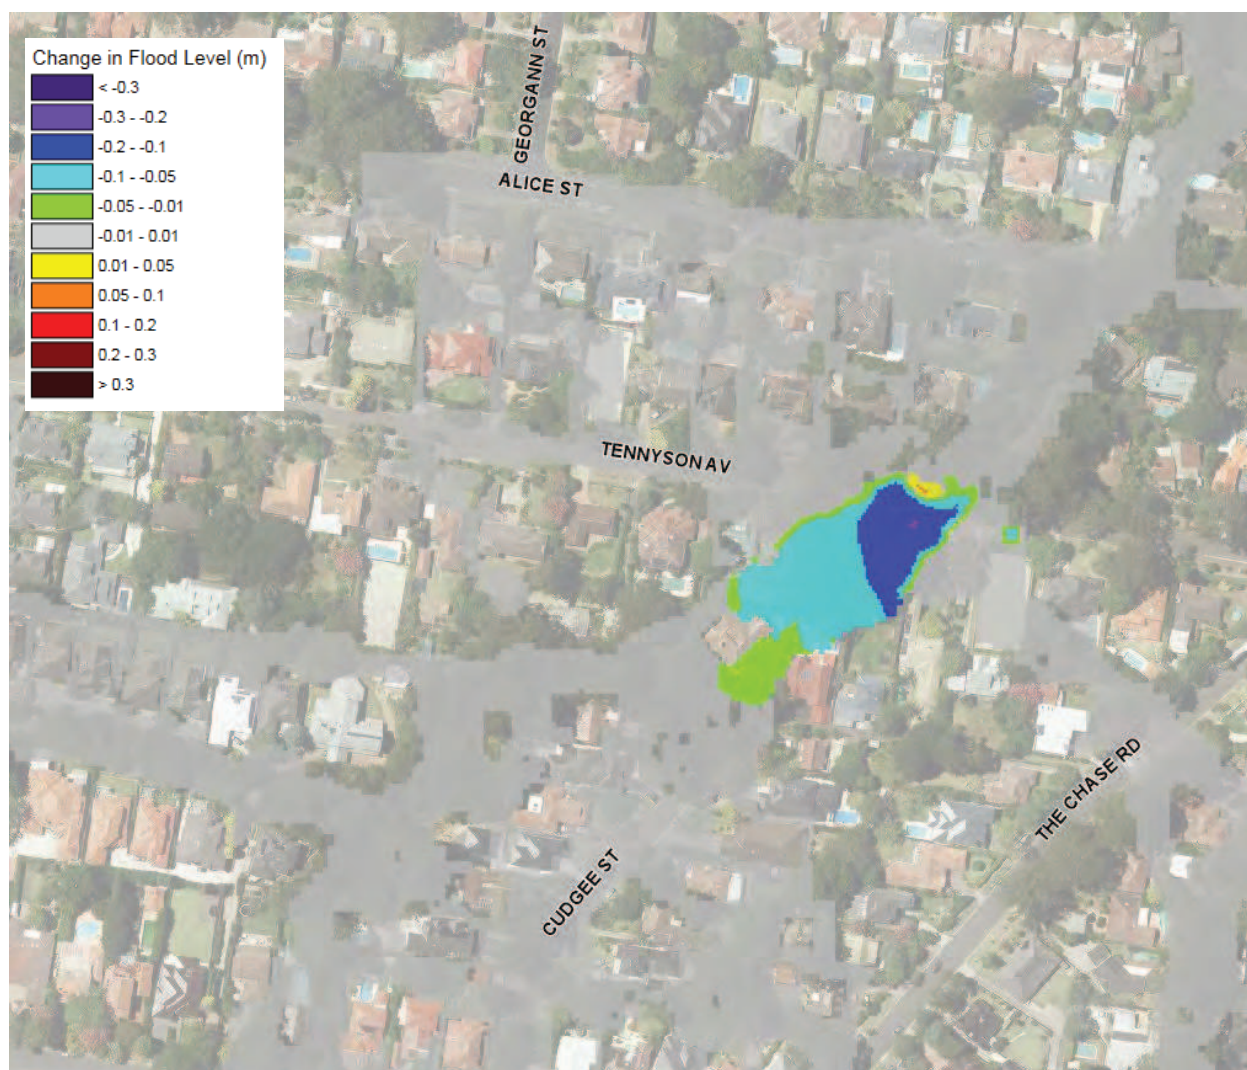 Change in Flood Level (m)
< -0.3
-0.3 - -0.2
-0.2 - -0.1
-0.1 - -0.05
-0.05 - -0.01
-0.01 - 0.01
0.01 - 0.05
0.05 - 0.1
0.1 - 0.2
0.2 - 0.3
> 0.3
GEORGANN ST
ALICE ST
TENNYSON AV
THE CHASE RD
CUDGEE ST